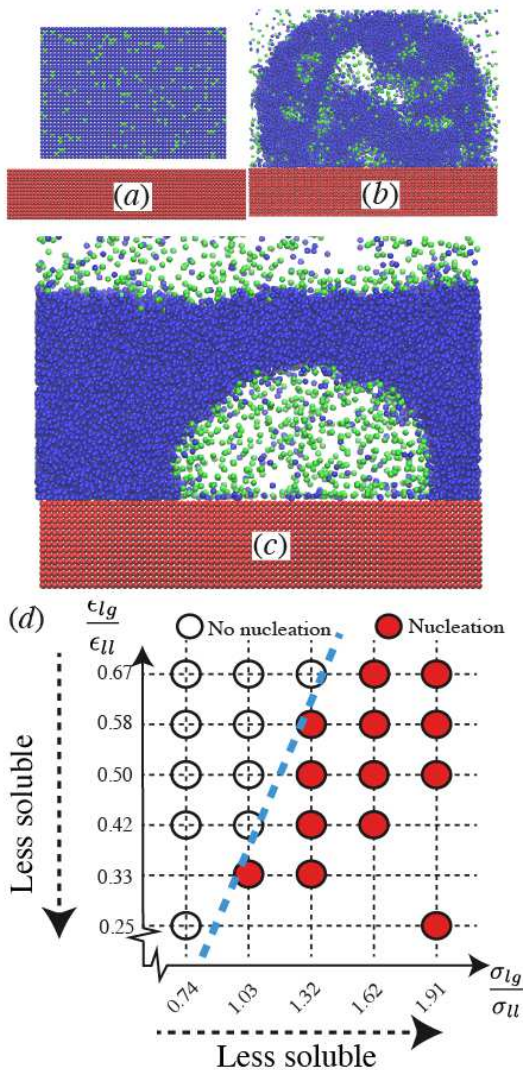 (a)
(b)
(c)
(d)
ϵlg
ϵll
No nucleation
Nucleation
0.67
0.58
0.50
0.42
0.33
0.25
Less soluble
0.74
1.03
1.32
1.62
1.91
σlg
σll
Less soluble